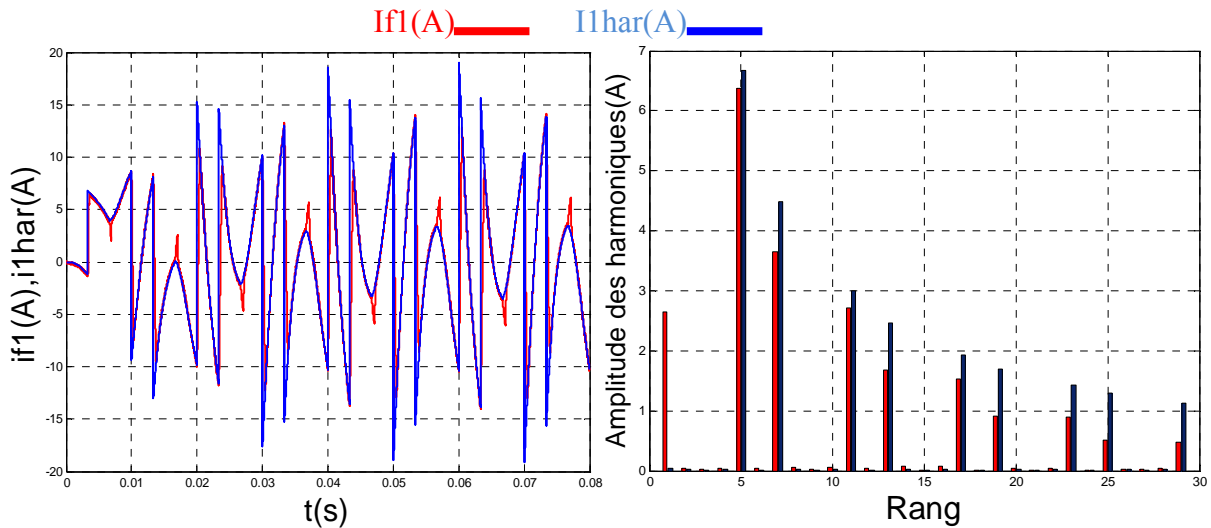 If1(A) I1har(A)
if1(A),i1har(A)
20
15
10
5
0
-5
-10
-15
-20
0 0.01 0.02 0.03 0.04 0.05 0.06 0.07 0.08
t(s)
Amplitude des harmoniques(A)
7
6
5
4
3
2
1
0
0 5 10 15 20 25 30
Rang